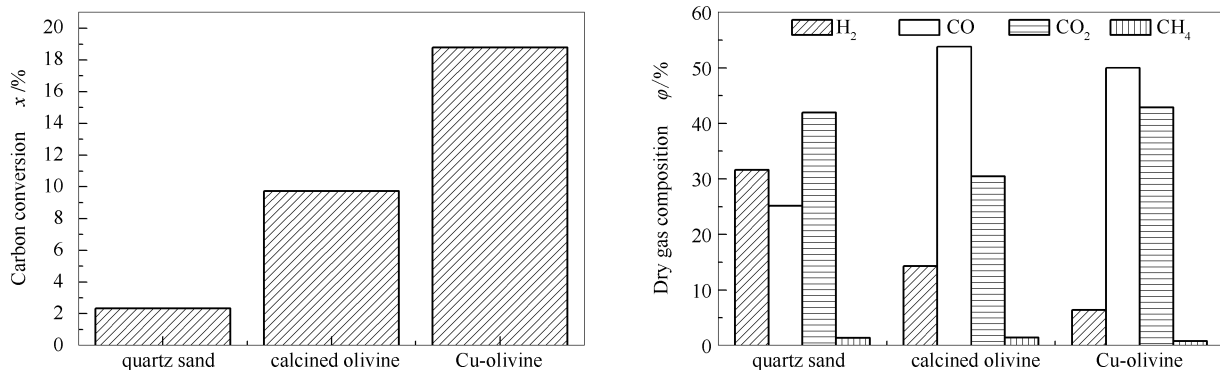 Carbon conversion x/%
20
18
16
14
12
10
8
6
4
2
0
quartz sand
calcined olivine
Cu-olivine
Dry gas composition φ/%
60
50
40
30
20
10
0
H₂
CO
CO₂
CH₄
quartz sand
calcined olivine
Cu-olivine